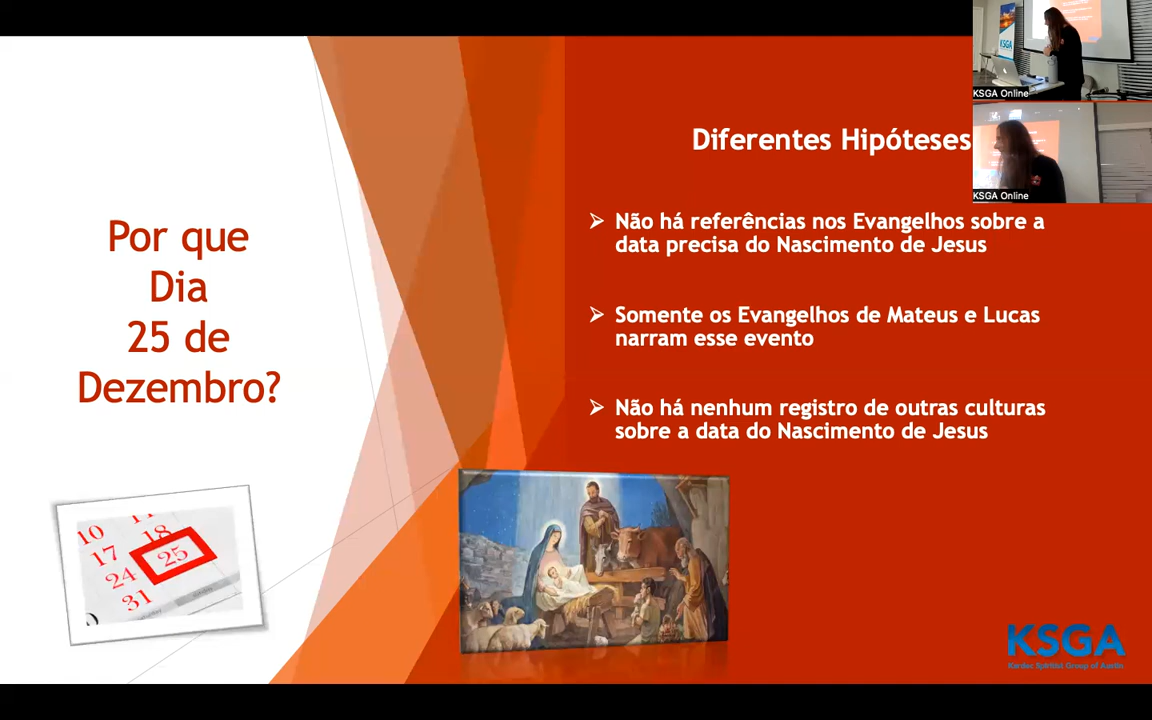 Por que
Dia
25 de
Dezembro?
Diferentes Hipóteses
➢ Não há referências nos Evangelhos sobre a
data precisa do Nascimento de Jesus
➢ Somente os Evangelhos de Mateus e Lucas
narram esse evento
➢ Não há nenhum registro de outras culturas
sobre a data do Nascimento de Jesus
10
17
24
31
11
18
25
KSGA
Kardec Spiritist Group of Austin
KSGA
KSGA Online
KSGA Online